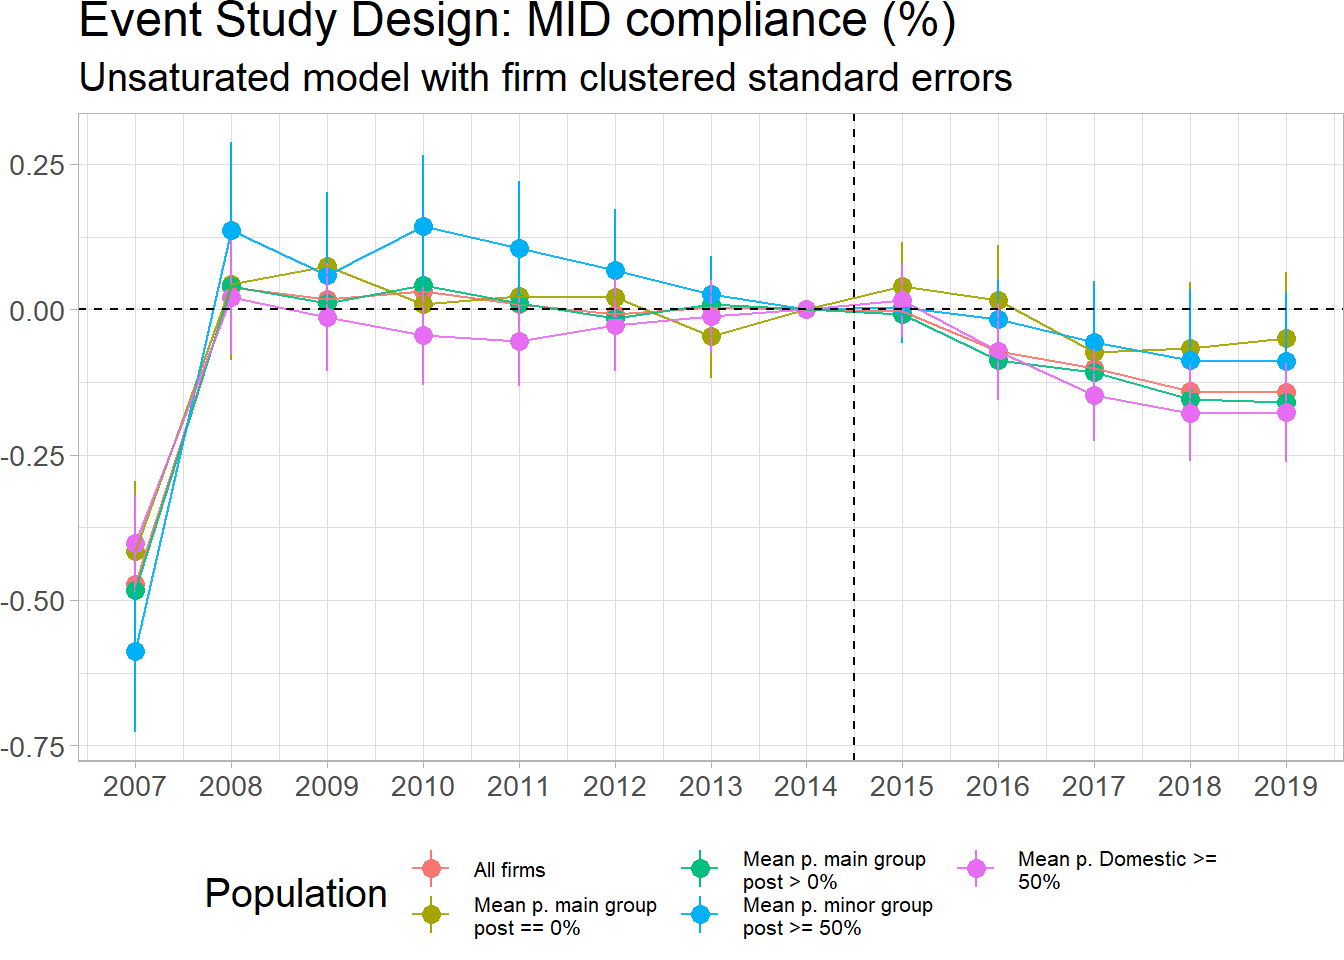 Event Study Design: MID compliance (%)
Unsaturated model with firm clustered standard errors
0.25
0.00
-0.25
-0.50
-0.75
2007 2008 2009 2010 2011 2012 2013 2014 2015 2016 2017 2018 2019
Population
All firms
Mean p. main group
post == 0%
Mean p. main group
post > 0%
Mean p. minor group
post >= 50%
Mean p. Domestic >=
50%